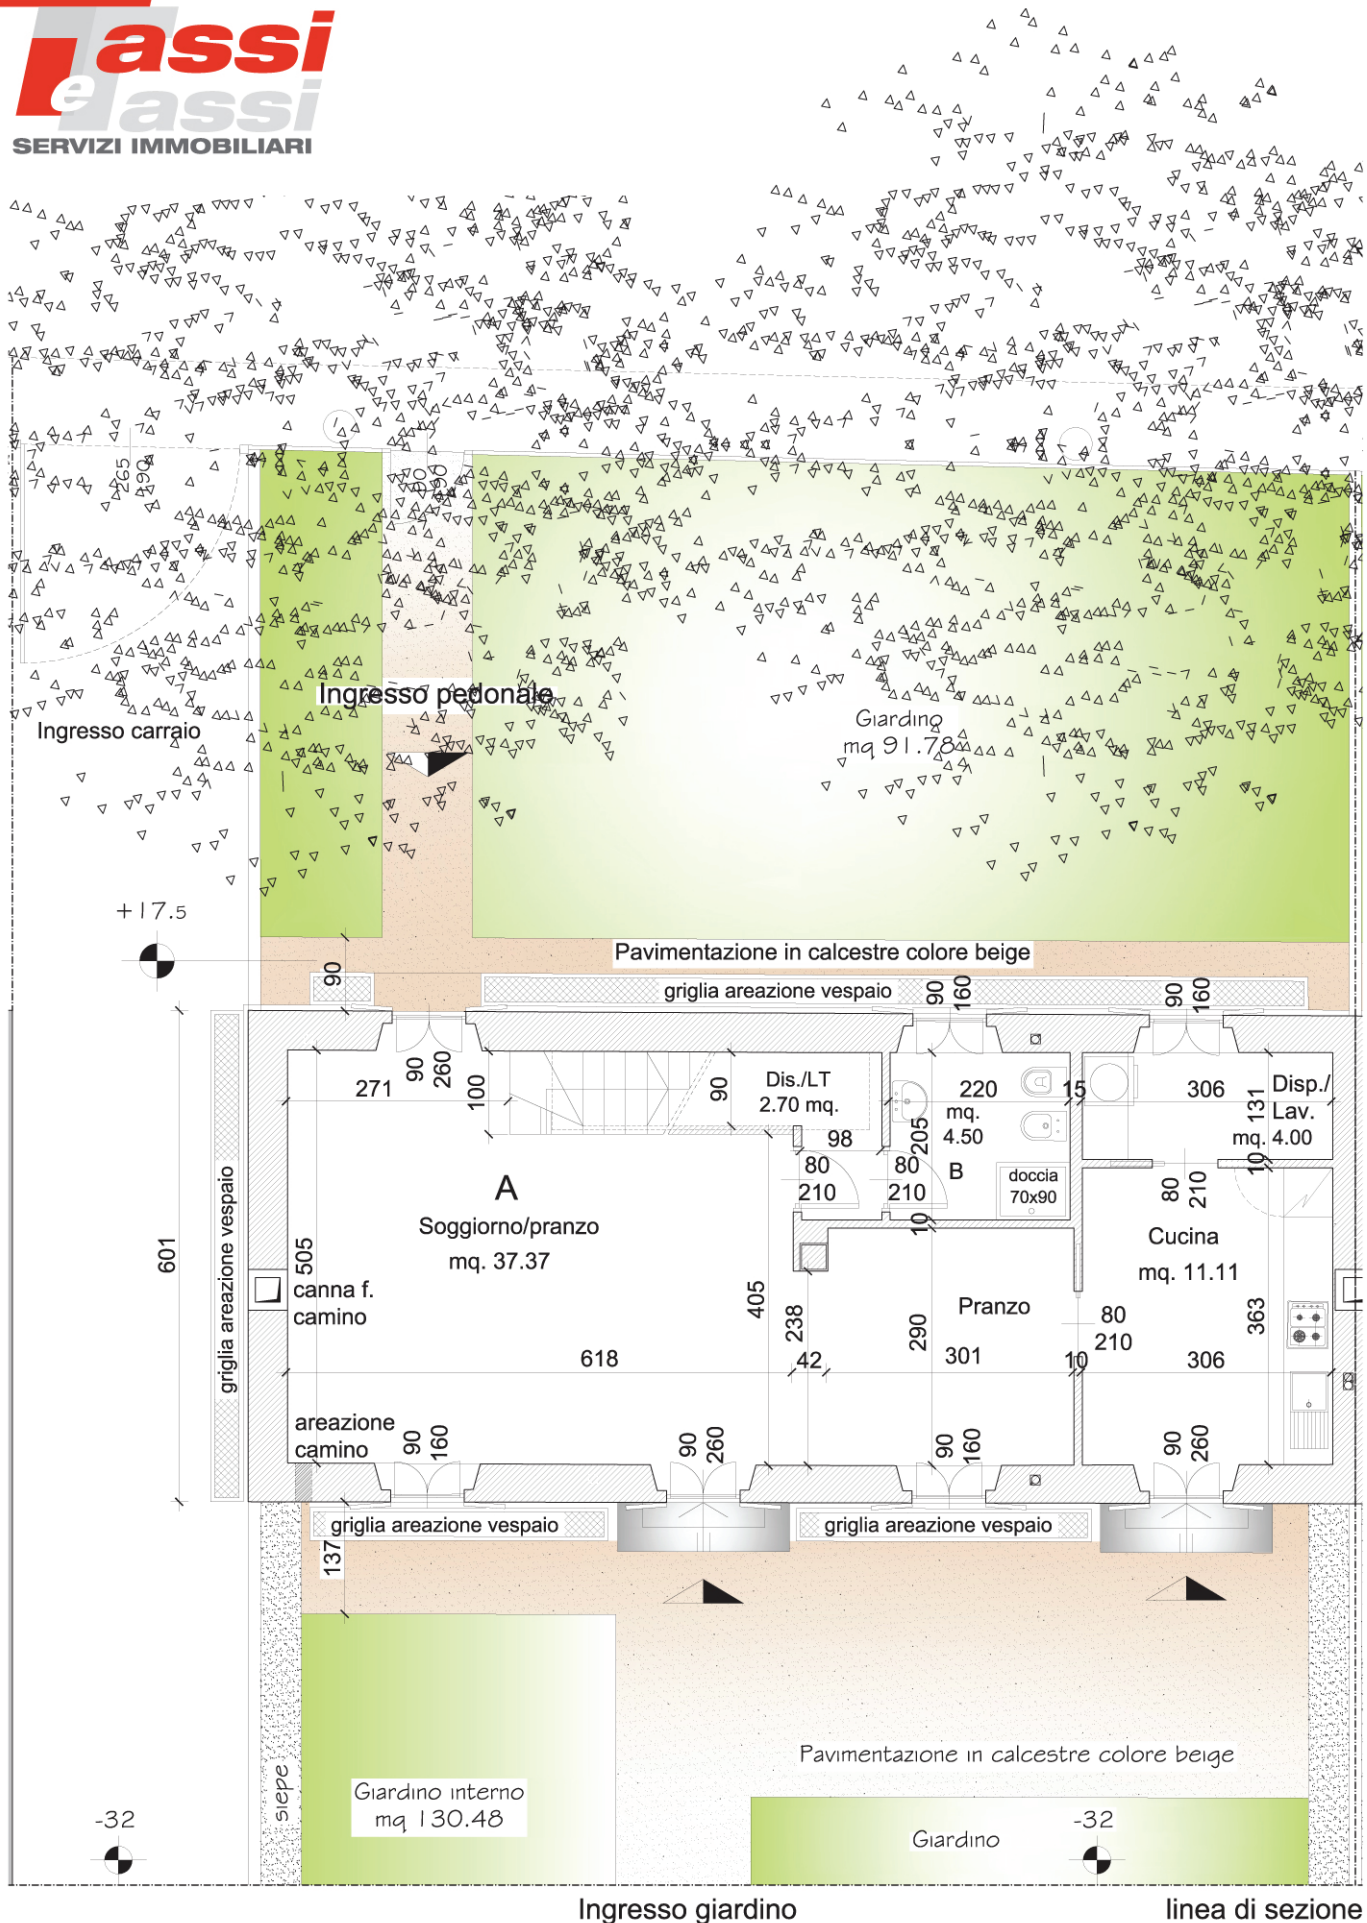 Tassi
e Tassi
SERVIZI IMMOBILIARI
265
90
90
90
Ingresso pedonale
Ingresso carraio
Giardino
mq 91.78
+17.5
90
Pavimentazione in calcestre colore beige
griglia areazione vespaio
90
160
90
160
271
90
260
100
90
Dis./LT
2.70 mq.
98
220
mq.
4.50
205
B
15
306
131
Disp./
Lav.
mq. 4.00
10
80
210
80
210
doccia
70x90
80
210
10
A
Soggiorno/pranzo
mq. 37.37
griglia areazione vespaio
601
505
canna f.
camino
405
238
290
Pranzo
Cucina
mq. 11.11
80
210
363
618
42
301
10
306
areazione
camino
90
160
90
260
90
160
90
260
griglia areazione vespaio
griglia areazione vespaio
137
siepe
Pavimentazione in calcestre colore beige
Giardino interno
mq 130.48
-32
-32
Giardino
Ingresso giardino
linea di sezione